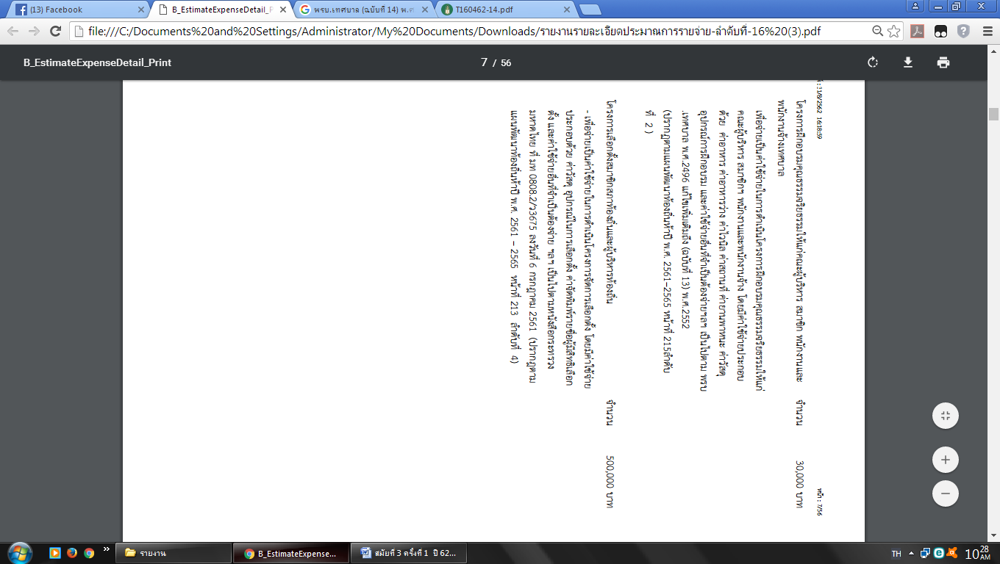 (13) Facebook
B_EstimateExpenseDetail_P
พรบ.เทศบาล (ฉบับที่ 14) พ.ศ
T160462-14.pdf
file:///C:/Documents%20and%20Settings/Administrator/My%20Documents/Downloads/รายงานรายละเอียดประมาณการรายจ่าย-ลำดับที่-16%20(3).pdf
B_EstimateExpenseDetail_Print
7 / 56
: 31/8/2562 16:18:59
หน้า : 7/56
โครงการฝึกอบรมคุณธรรมจริยธรรมให้แก่คณะผู้บริหาร สมาชิก พนักงานและ จำนวน 30,000 บาท
พนักงานจ้างเทศบาล
เพื่อจ่ายเป็นค่าใช้จ่ายในการดำเนินโครงการฝึกอบรมคุณธรรมจริยธรรมให้แก่
คณะผู้บริหาร สมาชิกฯ พนักงานและพนักงานจ้าง โดยมีค่าใช้จ่ายประกอบ
ด้วย ค่าอาหาร ค่าอาหารว่าง ค่าไวนิล ค่าสถานที่ ค่ายานพาหนะ ค่าวัสดุ
อุปกรณ์การฝึกอบรม และค่าใช้จ่ายอื่นที่จำเป็นต้องจ่ายฯลฯ เป็นไปตาม พรบ
.เทศบาล พ.ศ.2496 แก้ไขเพิ่มเติมถึง (ฉบับที่ 13) พ.ศ.2552
(ปรากฏตามแผนพัฒนาท้องถิ่นห้าปี พ.ศ. 2561-2565 หน้าที่ 215ลำดับ
ที่ 2 )
โครงการเลือกตั้งสมาชิกสภาท้องถิ่นและผู้บริหารท้องถิ่น จำนวน 500,000 บาท
- เพื่อจ่ายเป็นค่าใช้จ่ายในการดำเนินโครงการจัดการเลือกตั้ง โดยมีค่าใช้จ่าย
ประกอบด้วย ค่าวัสดุ อุปกรณ์ในการเลือกตั้ง ค่าจัดพิมพ์รายชื่อผู้มีสิทธิเลือก
ตั้ง และค่าใช้จ่ายอื่นที่จำเป็นต้องจ่าย ฯลฯ เป็นไปตามหนังสือกระทรวง
มหาดไทย ที่ มท 0808.2/ว3675 ลงวันที่ 6 กรกฎาคม 2561 (ปรากฏตาม
แผนพัฒนาท้องถิ่นห้าปี พ.ศ. 2561 – 2565 หน้าที่ 213 ลำดับที่ 4)
รายงาน
B_EstimateExpense...
สมัยที่ 3 ครั้งที่ 1 ปี 62...
TH
10 28 AM